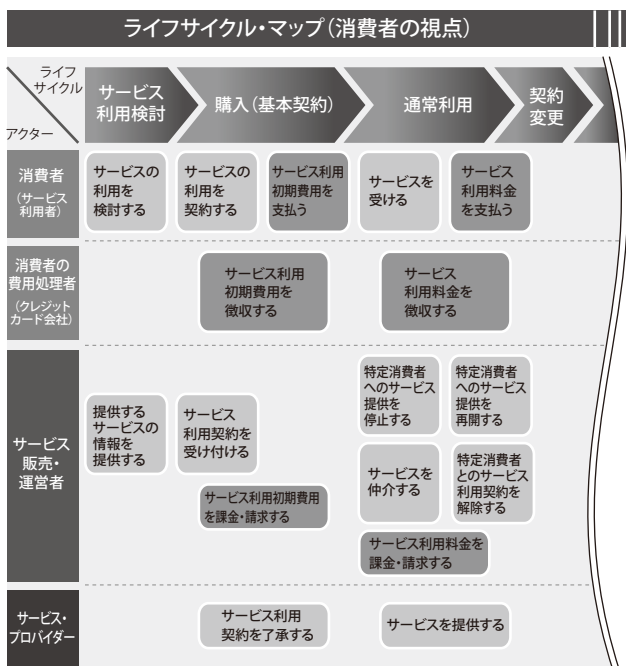 ライフサイクル・マップ(消費者の視点)
ライフ
サイクル
アクター
サービス
利用検討
購入(基本契約)
通常利用
契約
変更
消費者
(サービス
利用者)
サービスの
利用を
検討する
サービスの
利用を
契約する
サービス利用
初期費用を
支払う
サービスを
受ける
サービス
利用料金
を支払う
消費者の
費用処理者
(クレジット
カード会社)
サービス利用
初期費用を
徴収する
サービス
利用料金を
徴収する
サービス
販売・
運営者
提供する
サービスの
情報を
提供する
サービス
利用契約を
受け付ける
サービス利用初期費用
を課金・請求する
特定消費者
へのサービス
提供を
停止する
特定消費者
へのサービス
提供を
再開する
サービスを
仲介する
特定消費者
とのサービス
利用契約を
解除する
サービス利用料金を
課金・請求する
サービス・
プロバイダー
サービス利用
契約を了承する
サービスを提供する